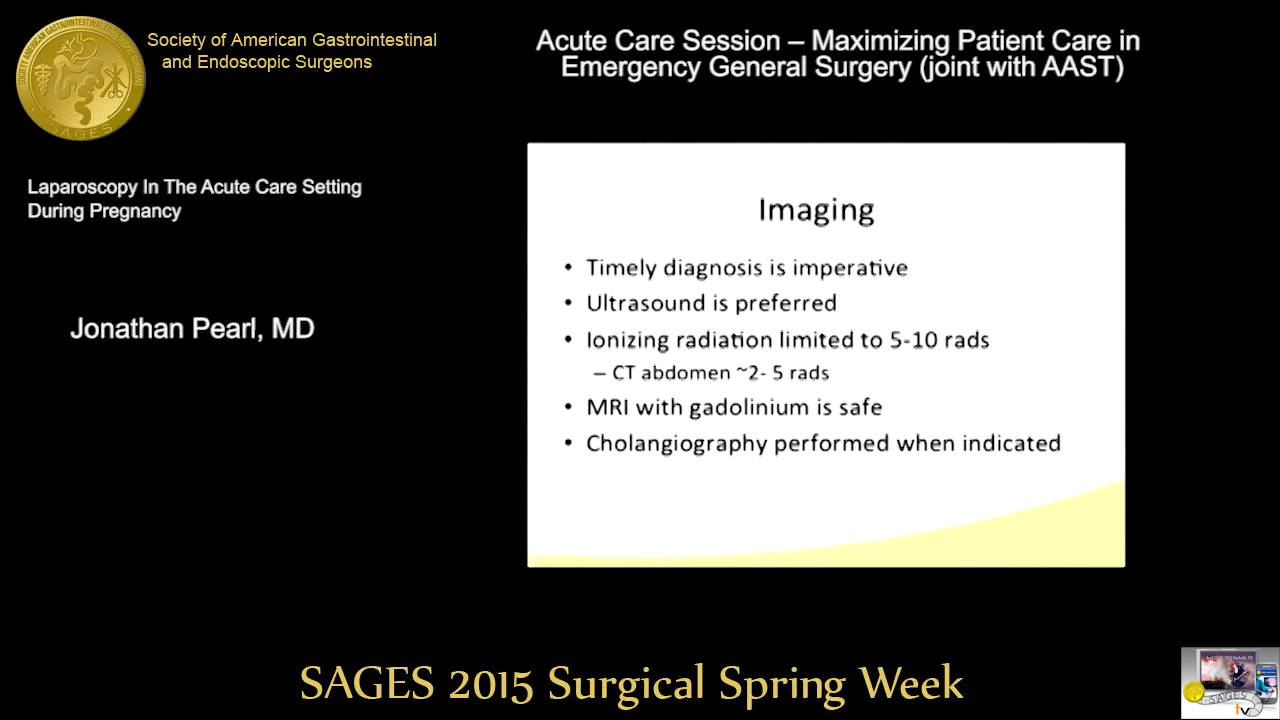 Society of American Gastrointestinal
and Endoscopic Surgeons
SAGES
Acute Care Session – Maximizing Patient Care in
Emergency General Surgery (joint with AAST)
Laparoscopy In The Acute Care Setting
During Pregnancy
Jonathan Pearl, MD
Imaging
• Timely diagnosis is imperative
• Ultrasound is preferred
• Ionizing radiation limited to 5-10 rads
– CT abdomen ~2- 5 rads
• MRI with gadolinium is safe
• Cholangiography performed when indicated
SAGES 2015 Surgical Spring Week
SAGES
tv